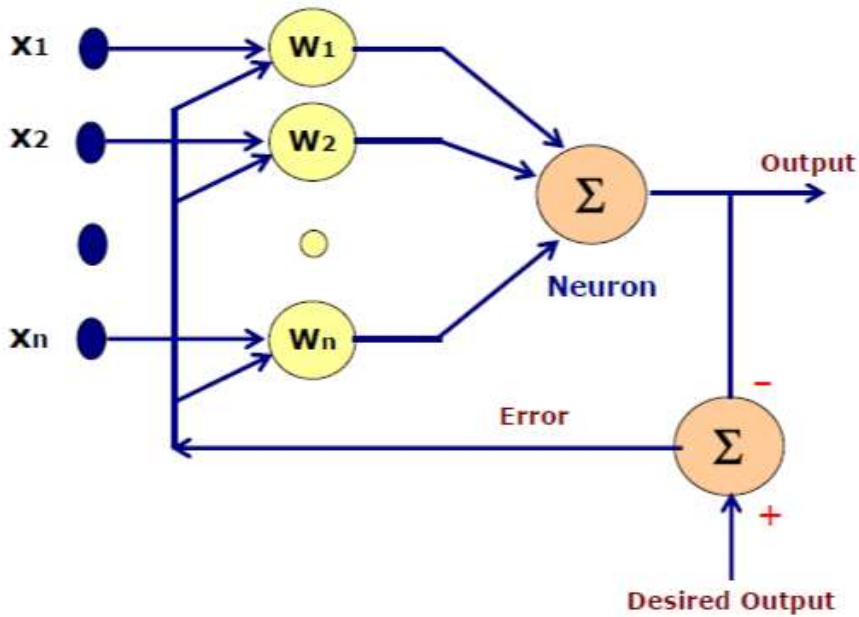 X1
W1
X2
W2
Output
Σ
Neuron
Xn
Wn
−
Error
Σ
+
Desired Output